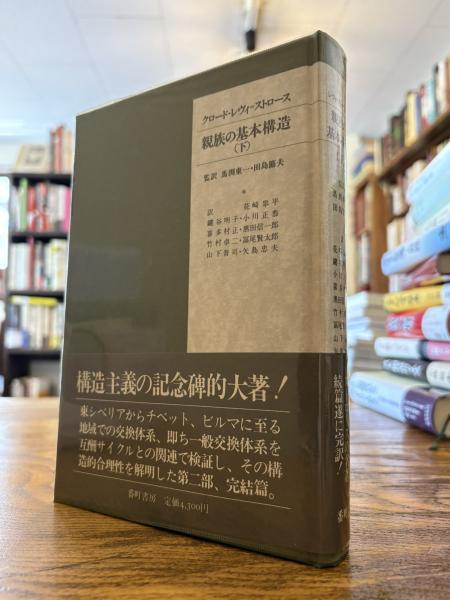 クロード・レヴィ=ストロース
親族の基本構造
(下)
監訳 馬淵東一・田島節夫
*
訳 花崎皋平
鍵谷明子・小川正恭
喜多村正・黒田信一郎
竹村卓二・冨尾賢太郎
山下晋司・矢島忠夫
構造主義の記念碑的大著!
東シベリアからチベット、ビルマに至る
地域での交換体系、即ち一般交換体系を
互酬サイクルとの関連で検証し、その構
造的合理性を解明した第二部、完結篇。
番町書房 定価4,300円
続篇遂に完訳!